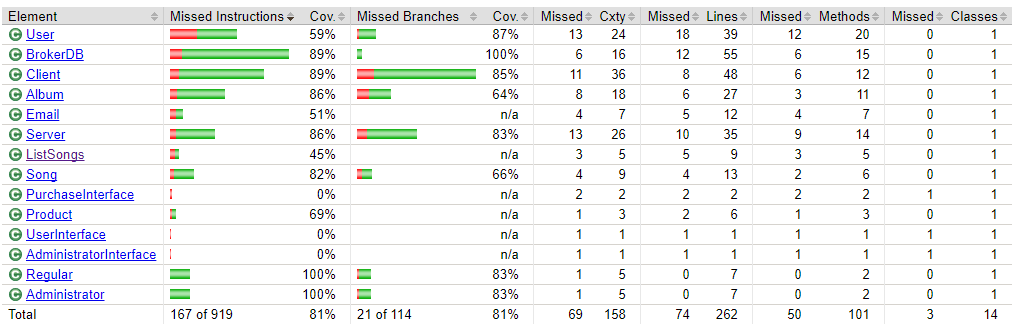 Element Missed Instructions Cov. Missed Branches Cov. Missed Cxty Missed Lines Missed Methods Missed Classes
User 59% 87% 13 24 18 39 12 20 0 1
BrokerDB 89% 100% 6 16 12 55 6 15 0 1
Client 89% 85% 11 36 8 48 6 12 0 1
Album 86% 64% 8 18 6 27 3 11 0 1
Email 51% n/a 4 7 5 12 4 7 0 1
Server 86% 83% 13 26 10 35 9 14 0 1
ListSongs 45% n/a 3 5 5 9 3 5 0 1
Song 82% 66% 4 9 4 13 2 6 0 1
PurchaseInterface 0% n/a 2 2 2 2 2 2 1 1
Product 69% n/a 1 3 2 6 1 3 0 1
UserInterface 0% n/a 1 1 1 1 1 1 1 1
AdministratorInterface 0% n/a 1 1 1 1 1 1 1 1
Regular 100% 83% 1 5 0 7 0 2 0 1
Administrator 100% 83% 1 5 0 7 0 2 0 1
Total 167 of 919 81% 21 of 114 81% 69 158 74 262 50 101 3 14